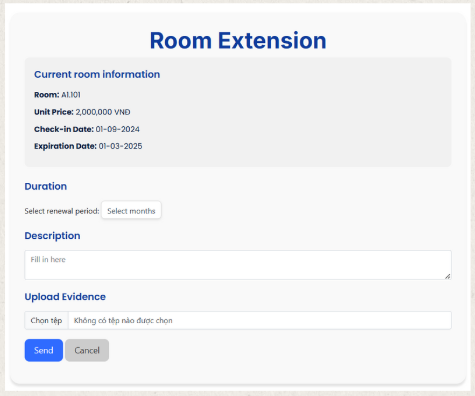 Room Extension
Current room information
Room: A1.101
Unit Price: 2,000,000 VNĐ
Check-in Date: 01-09-2024
Expiration Date: 01-03-2025
Duration
Select renewal period: Select months
Description
Fill in here
Upload Evidence
Chọn tệp Không có tệp nào được chọn
Send Cancel